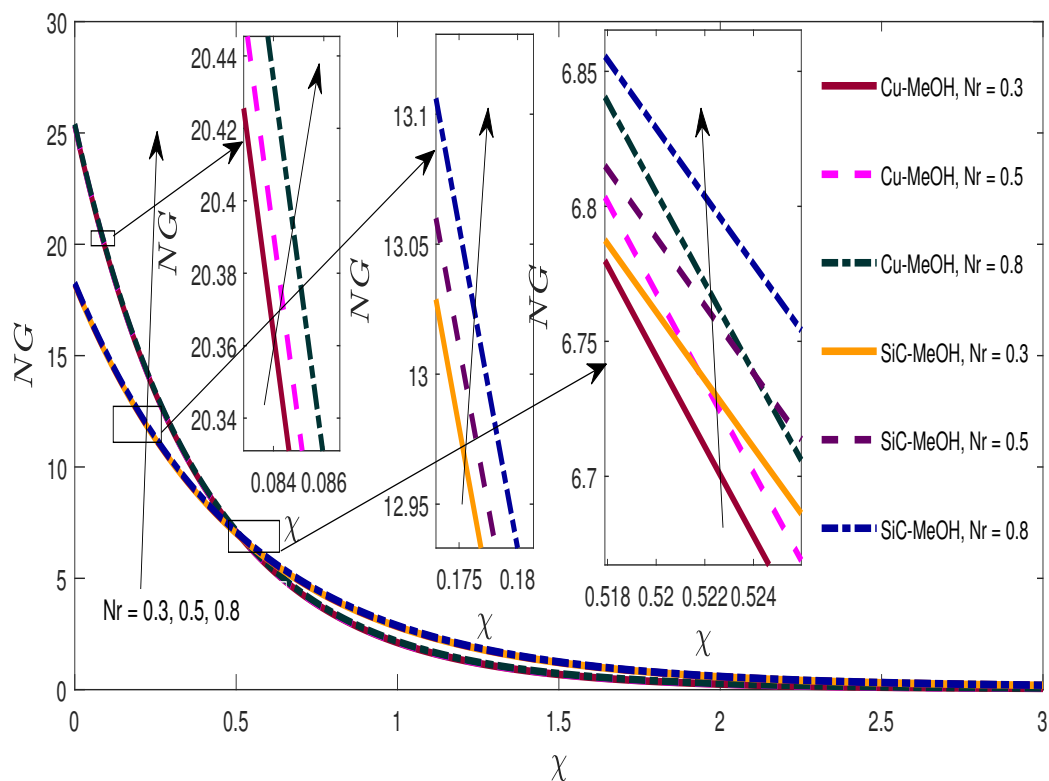 30
25
20
15
10
5
0
NG
0
0.5
1
1.5
2
2.5
3
χ
Nr = 0.3, 0.5, 0.8
20.44
20.42
20.4
20.38
20.36
20.34
NG
0.084 0.086
χ
13.1
13.05
13
12.95
NG
0.175 0.18
χ
6.85
6.8
6.75
6.7
NG
0.518 0.52 0.522 0.524
χ
Cu-MeOH, Nr = 0.3
Cu-MeOH, Nr = 0.5
Cu-MeOH, Nr = 0.8
SiC-MeOH, Nr = 0.3
SiC-MeOH, Nr = 0.5
SiC-MeOH, Nr = 0.8